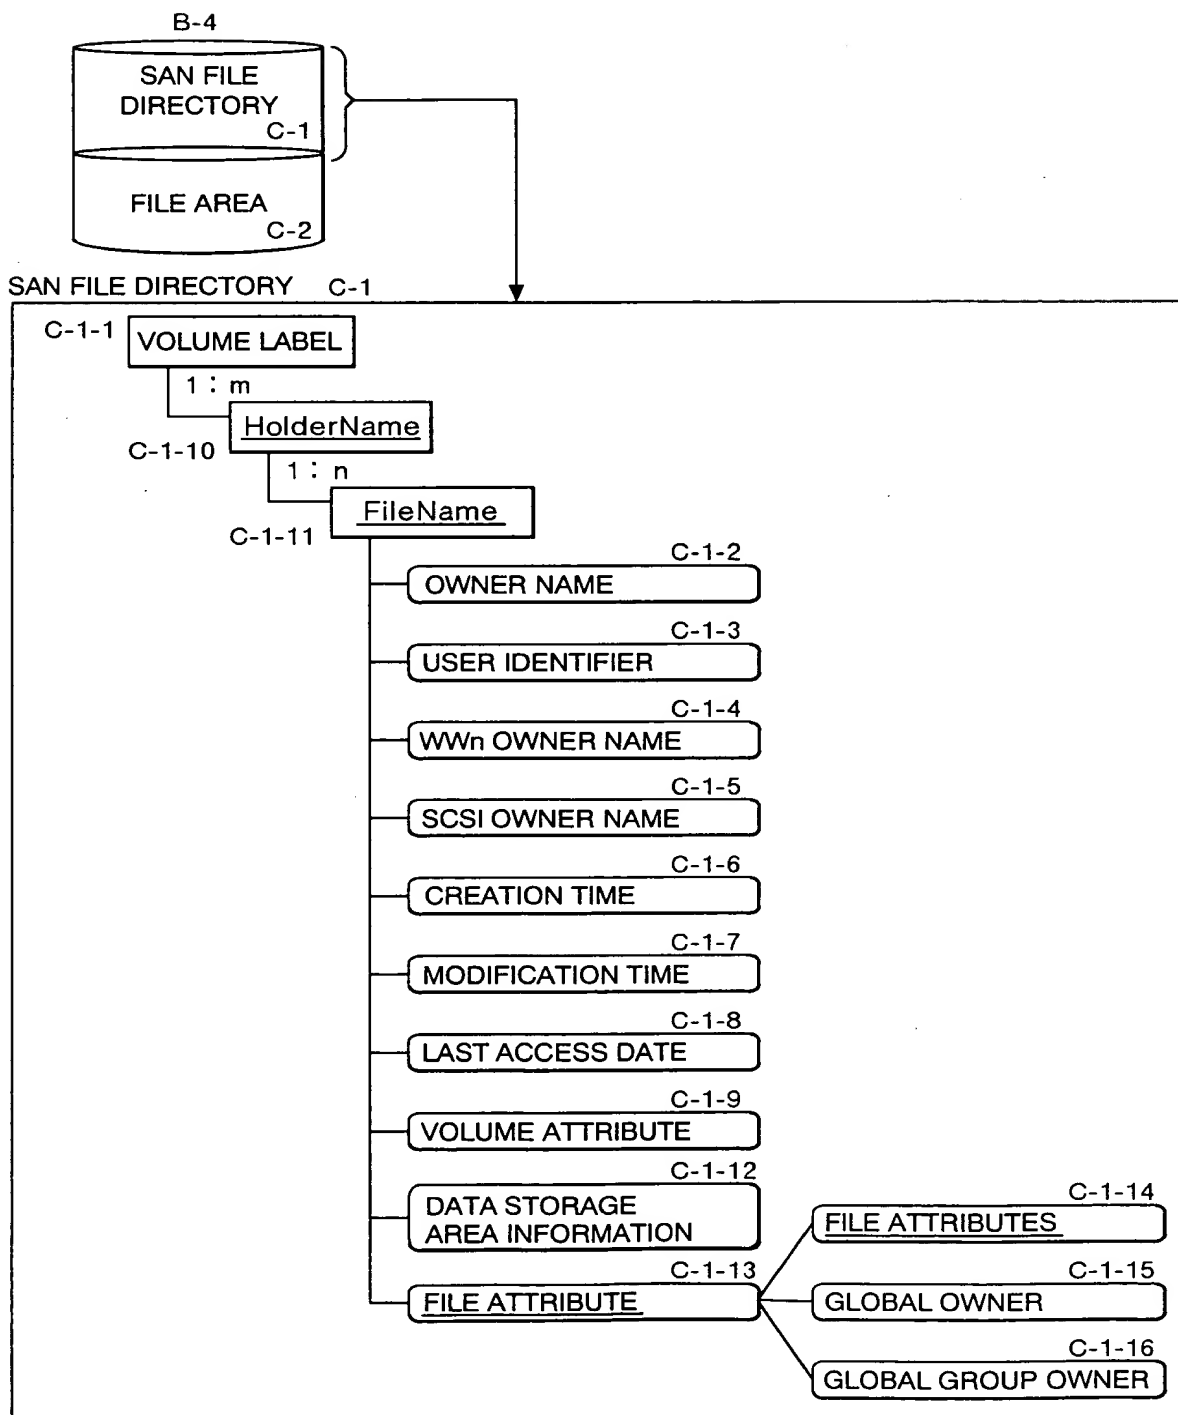 B-4
SAN FILE
DIRECTORY
C-1
FILE AREA
C-2
SAN FILE DIRECTORY C-1
C-1-1
VOLUME LABEL
1 : m
HolderName
C-1-10
1 : n
FileName
C-1-11
C-1-2
OWNER NAME
C-1-3
USER IDENTIFIER
C-1-4
WWn OWNER NAME
C-1-5
SCSI OWNER NAME
C-1-6
CREATION TIME
C-1-7
MODIFICATION TIME
C-1-8
LAST ACCESS DATE
C-1-9
VOLUME ATTRIBUTE
C-1-12
DATA STORAGE
AREA INFORMATION
C-1-13
FILE ATTRIBUTE
C-1-14
FILE ATTRIBUTES
C-1-15
GLOBAL OWNER
C-1-16
GLOBAL GROUP OWNER